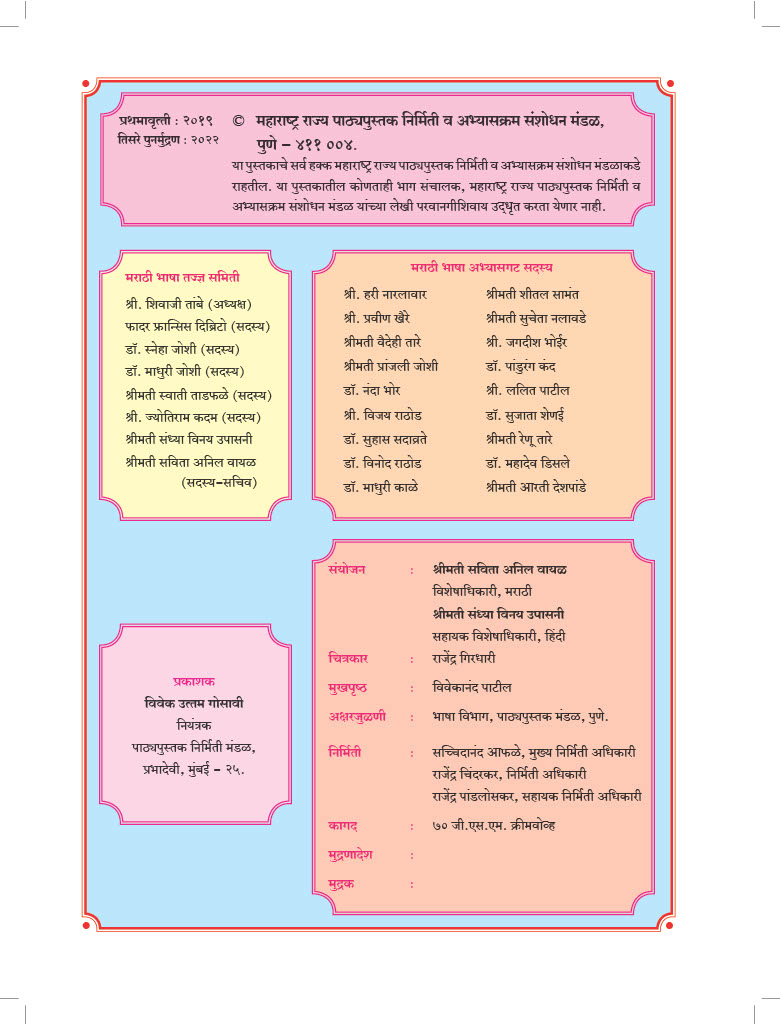 प्रथमावृत्ती : २०१९
तिसरे पुनर्मुद्रण : २०२२
© महाराष्ट्र राज्य पाठ्यपुस्तक निर्मिती व अभ्यासक्रम संशोधन मंडळ,
पुणे – ४११ ००४.
या पुस्तकाचे सर्व हक्क महाराष्ट्र राज्य पाठ्यपुस्तक निर्मिती व अभ्यासक्रम संशोधन मंडळाकडे
राहतील. या पुस्तकातील कोणताही भाग संचालक, महाराष्ट्र राज्य पाठ्यपुस्तक निर्मिती व
अभ्यासक्रम संशोधन मंडळ यांच्या लेखी परवानगीशिवाय उद्धृत करता येणार नाही.
मराठी भाषा तज्ज्ञ समिती
श्री. शिवाजी तांबे (अध्यक्ष)
फादर फ्रान्सिस दिब्रिटो (सदस्य)
डॉ. स्नेहा जोशी (सदस्य)
डॉ. माधुरी जोशी (सदस्य)
श्रीमती स्वाती ताडफळे (सदस्य)
श्री. ज्योतिराम कदम (सदस्य)
श्रीमती संध्या विनय उपासनी
श्रीमती सविता अनिल वायळ
(सदस्य-सचिव)
मराठी भाषा अभ्यासगट सदस्य
श्री. हरी नारलावार श्रीमती शीतल सामंत
श्री. प्रवीण खैरे श्रीमती सुचेता नलावडे
श्रीमती वैदेही तारे श्री. जगदीश भोईर
श्रीमती प्रांजली जोशी डॉ. पांडुरंग कंद
डॉ. नंदा भोर श्री. ललित पाटील
श्री. विजय राठोड डॉ. सुजाता शेणई
डॉ. सुहास सदाव्रते श्रीमती रेणू तारे
डॉ. विनोद राठोड डॉ. महादेव डिसले
डॉ. माधुरी काळे श्रीमती आरती देशपांडे
प्रकाशक
विवेक उत्तम गोसावी
नियंत्रक
पाठ्यपुस्तक निर्मिती मंडळ,
प्रभादेवी, मुंबई – २५.
संयोजन : श्रीमती सविता अनिल वायळ
विशेषाधिकारी, मराठी
श्रीमती संध्या विनय उपासनी
सहायक विशेषाधिकारी, हिंदी
चित्रकार : राजेंद्र गिरधारी
मुखपृष्ठ : विवेकानंद पाटील
अक्षरजुळणी : भाषा विभाग, पाठ्यपुस्तक मंडळ, पुणे.
निर्मिती : सच्चिदानंद आफळे, मुख्य निर्मिती अधिकारी
राजेंद्र चिंदरकर, निर्मिती अधिकारी
राजेंद्र पांडलोसकर, सहायक निर्मिती अधिकारी
कागद : ७० जी.एस.एम. क्रीमवोव्ह
मुद्रणादेश :
मुद्रक :